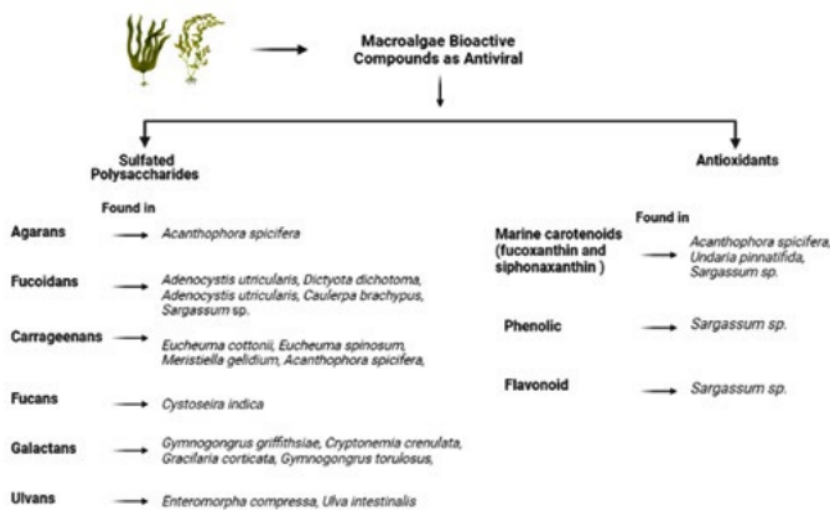 Macroalgae Bioactive
Compounds as Antiviral
Sulfated
Polysaccharides
Found in
Agarans
Acanthophora spicifera
Fucoidans
Adenocystis utricularis, Dictyota dichotoma,
Adenocystis utricularis, Caulerpa brachypus,
Sargassum sp.
Carrageenans
Eucheuma cottonii, Eucheuma spinosum,
Meristiella gelidium, Acanthophora spicifera,
Fucans
Cystoseira indica
Galactans
Gymnogongrus griffithsiae, Cryptonemia crenulata,
Gracilaria corticata, Gymnogongrus torulosus,
Ulvans
Enteromorpha compressa, Ulva intestinalis
Antioxidants
Found in
Marine carotenoids
(fucoxanthin and
siphonaxanthin )
Acanthophora spicifera,
Undaria pinnatifida,
Sargassum sp.
Phenolic
Sargassum sp.
Flavonoid
Sargassum sp.